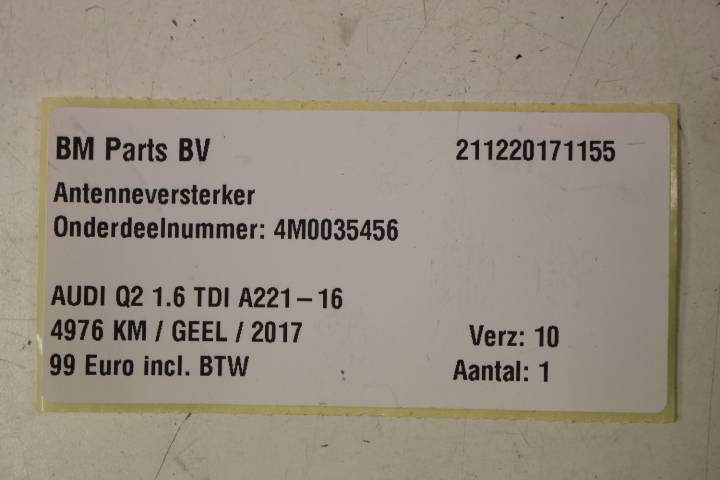 BM Parts BV 211220171155
Antenneversterker
Onderdeelnummer: 4M0035456
AUDI Q2 1.6 TDI A221-16
4976 KM / GEEL / 2017 Verz: 10
99 Euro incl. BTW Aantal: 1